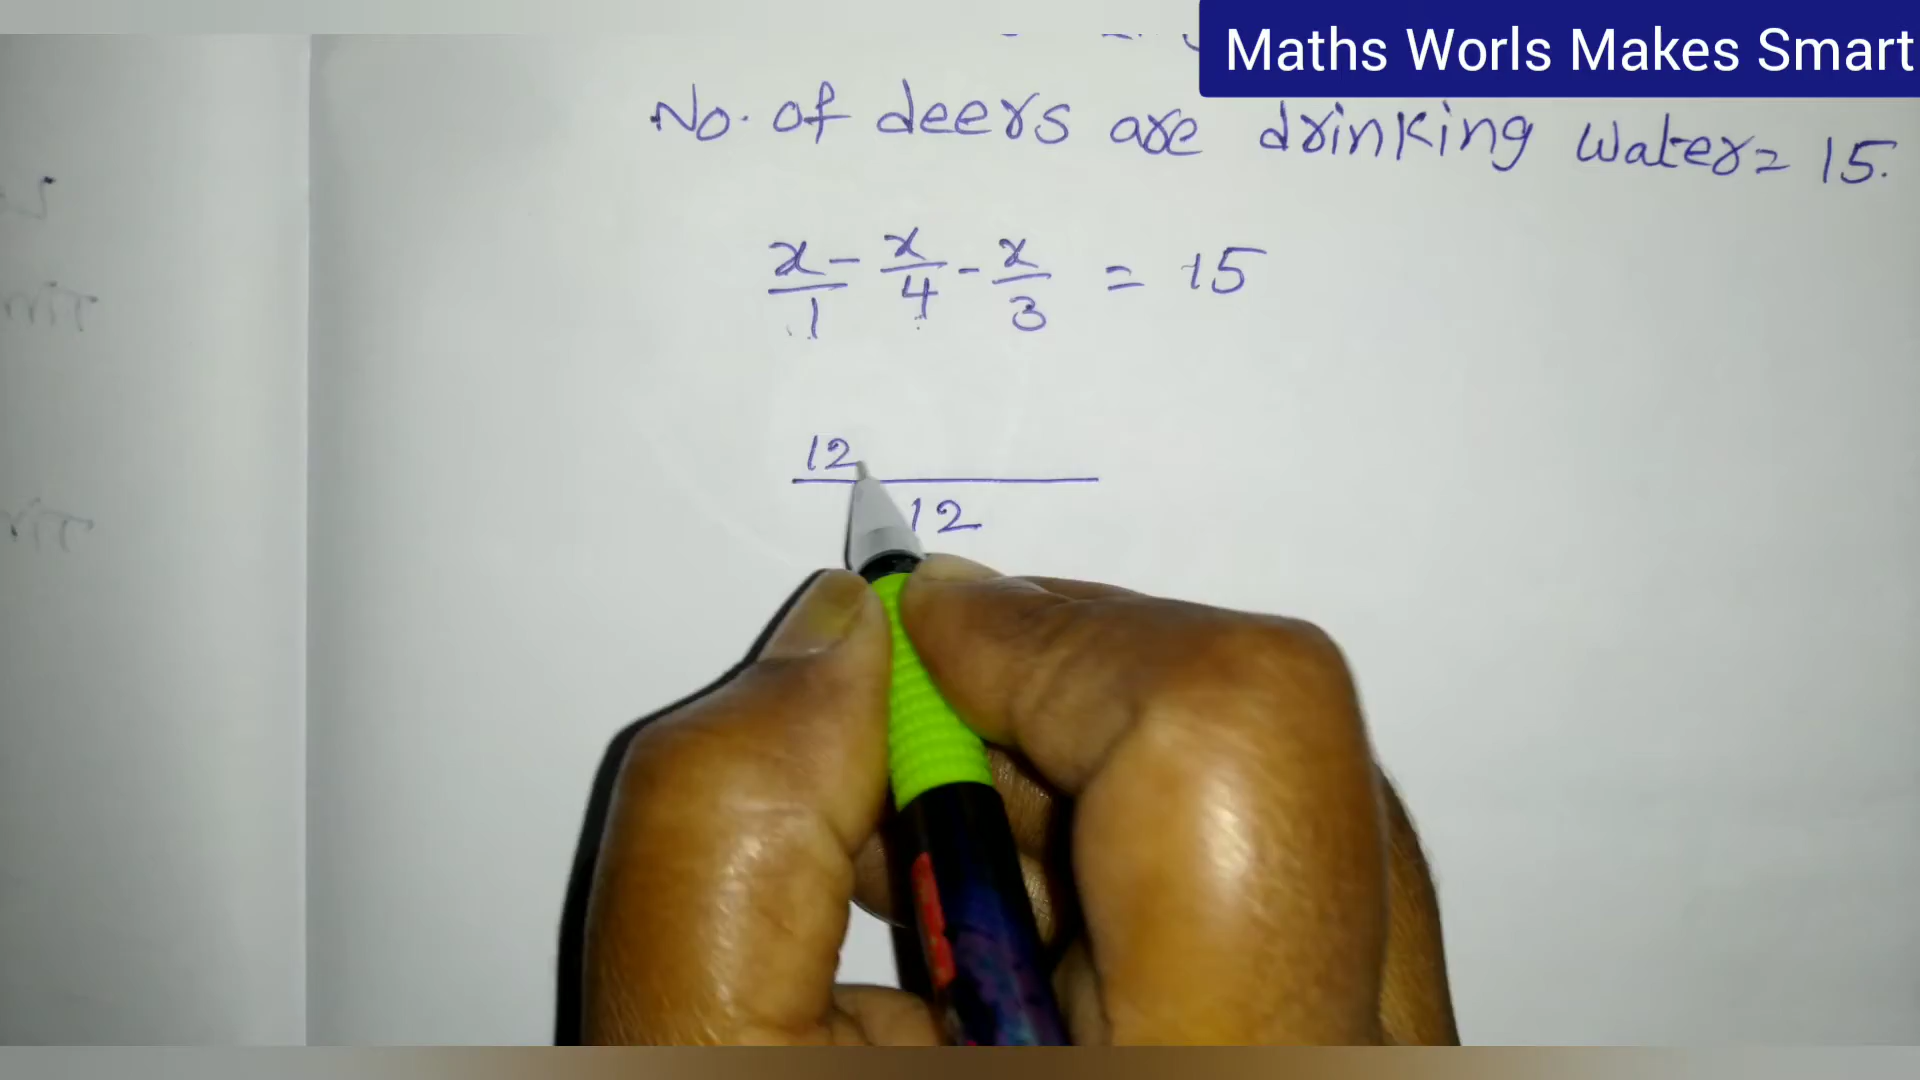 Maths Worls Makes Smart
No. of deers are drinking water = 15.
x/1 - x/4 - x/3 = 15
12
12